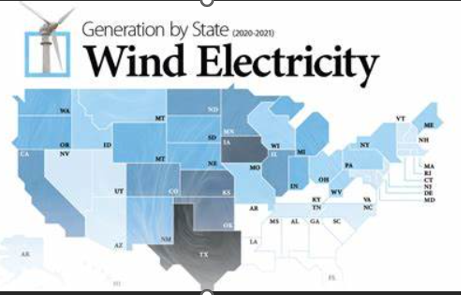 Generation by State (2020-2021)
Wind Electricity
WA
MT
ND
MN
VT
ME
OR
ID
SD
WI
MI
NY
NH
CA
NV
MT
IA
NE
IL
PA
MA
RI
CT
NJ
DE
MD
UT
CO
KS
MO
IN
OH
WV
KY
VA
TN
NC
AZ
NM
OK
AR
MS
AL
GA
SC
TX
LA
AK
HI
FL